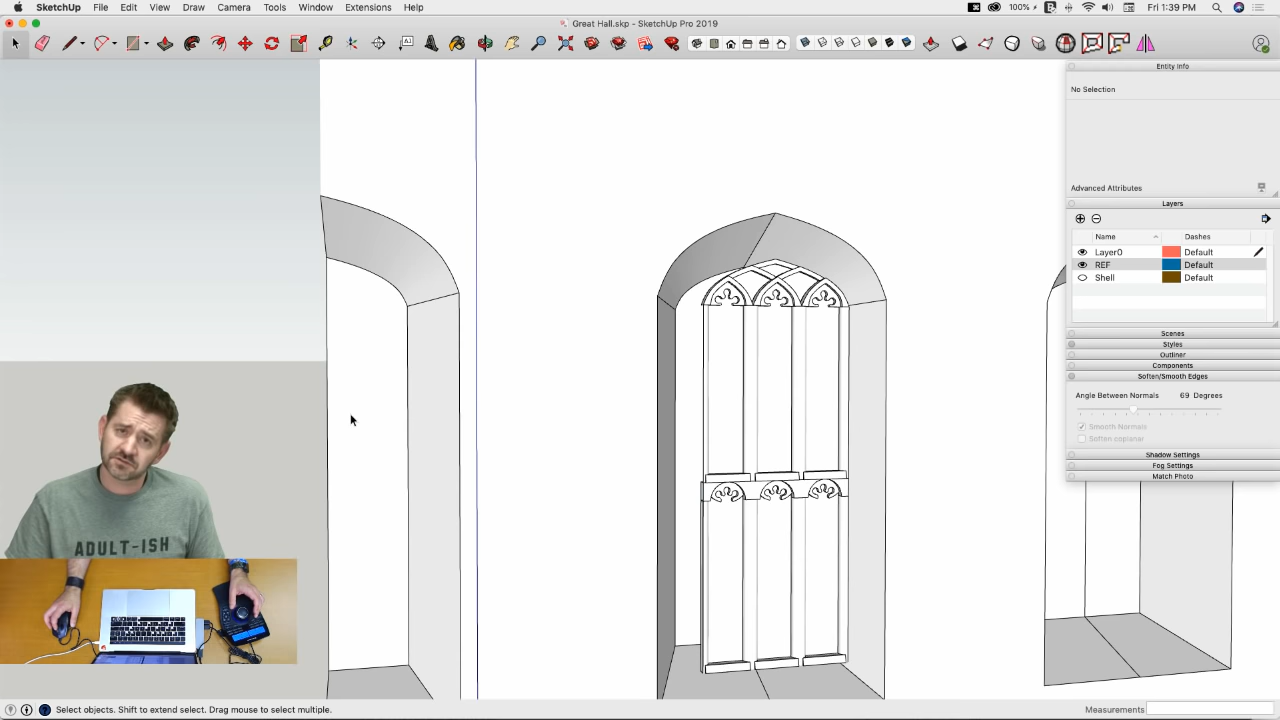 SketchUp File Edit View Draw Camera Tools Window Extensions Help
100% Fri 1:39 PM
Great Hall.skp - SketchUp Pro 2019
Entity Info
No Selection
Advanced Attributes
Layers
Name Dashes
Layer0 Default
REF Default
Shell Default
Scenes
Styles
Outliner
Components
Soften/Smooth Edges
Angle Between Normals 69 Degrees
Smooth Normals
Soften coplanar
Shadow Settings
Fog Settings
Match Photo
ADULT-ISH
Select objects. Shift to extend select. Drag mouse to select multiple.
Measurements